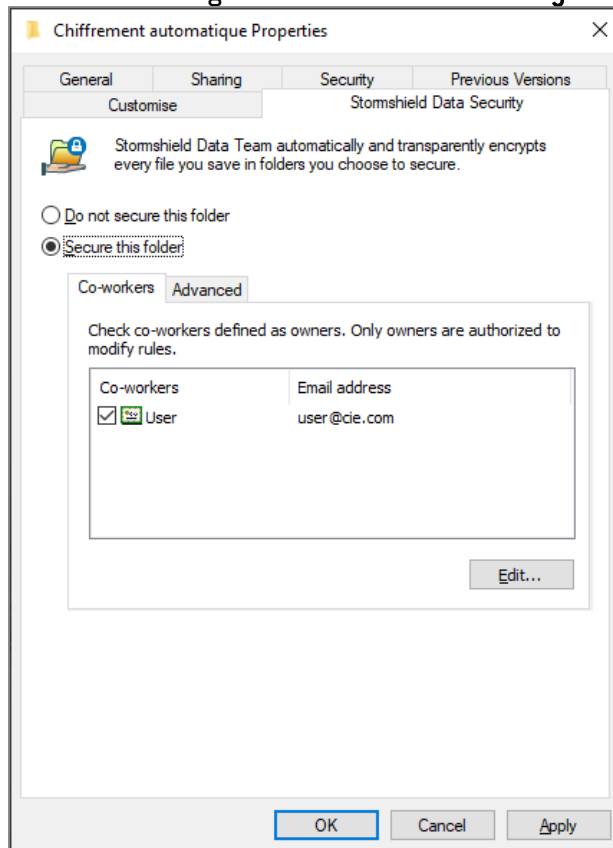 Chiffrement automatique Properties
General Sharing Security Previous Versions
Customise Stormshield Data Security
Stormshield Data Team automatically and transparently encrypts
every file you save in folders you choose to secure.
Do not secure this folder
Secure this folder
Co-workers Advanced
Check co-workers defined as owners. Only owners are authorized to
modify rules.
Co-workers Email address
User user@cie.com
Edit...
OK Cancel Apply